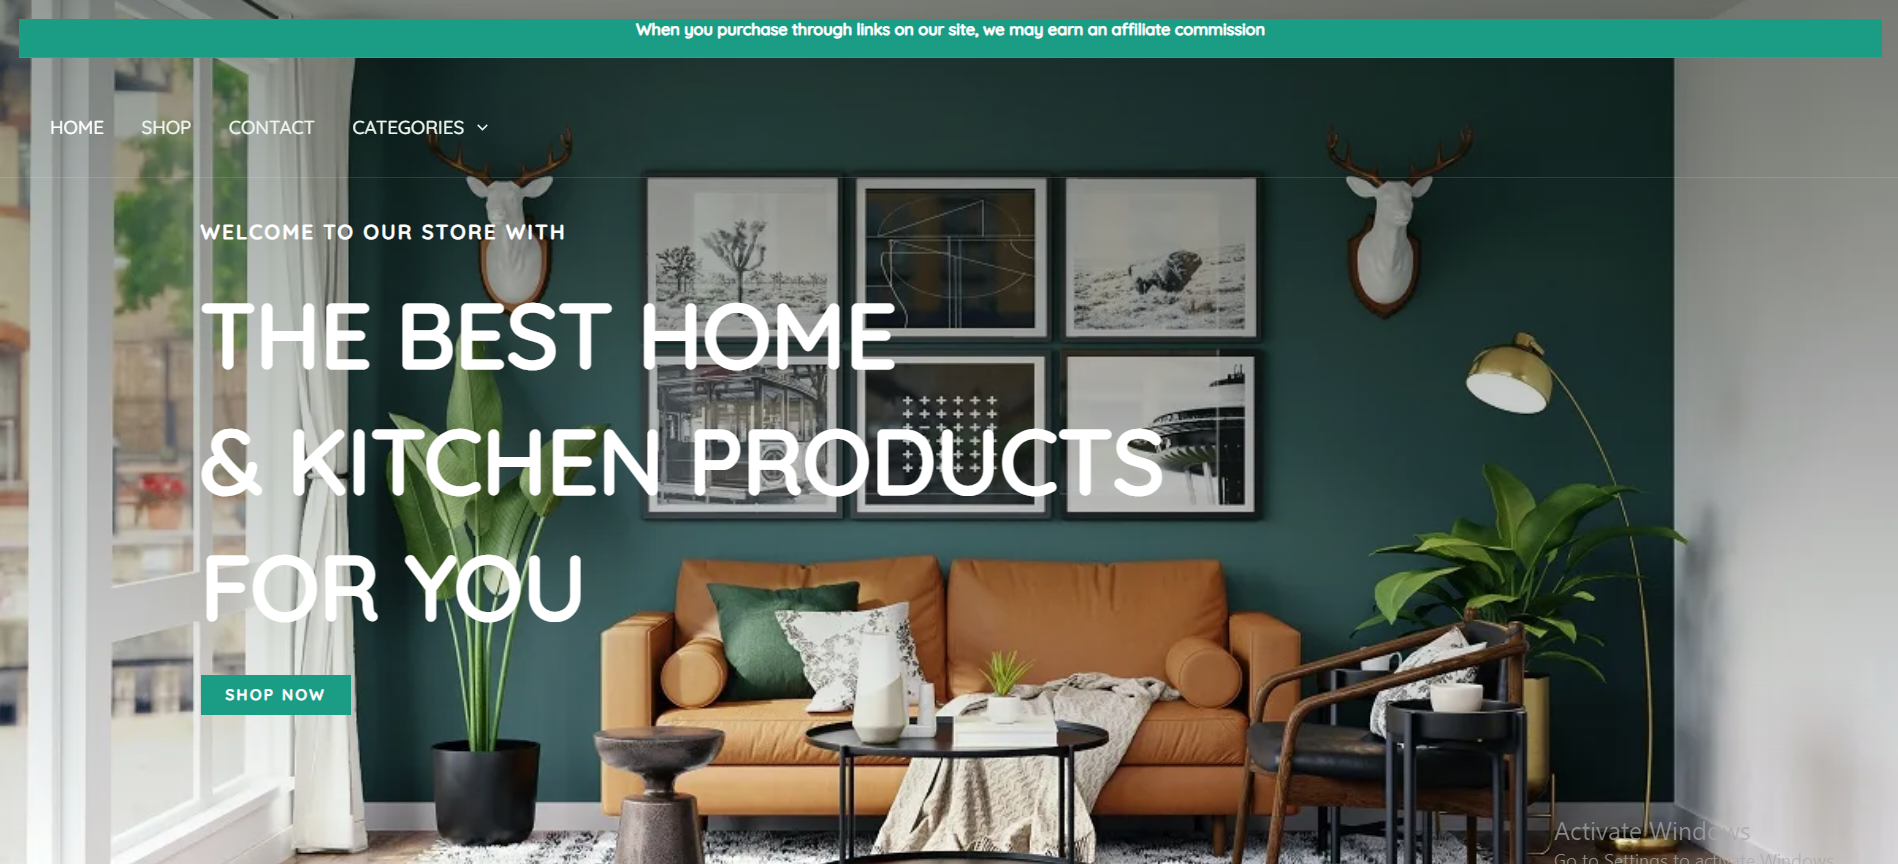 When you purchase through links on our site, we may earn an affiliate commission
HOME SHOP CONTACT CATEGORIES
WELCOME TO OUR STORE WITH
THE BEST HOME
& KITCHEN PRODUCTS
FOR YOU
SHOP NOW
Activate Windows
Go to Settings to activate Windows.